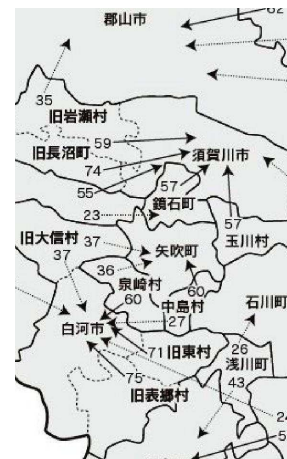 郡山市
62
35
旧岩瀬村
59
須賀川市
旧長沼町
74
55
57
鏡石町
23
57
玉川村
旧大信村
37
矢吹町
37
36
泉崎村
60
60
中島村
石川町
白河市
27
71
旧東村
26
浅川町
75
43
旧表郷村
24
5